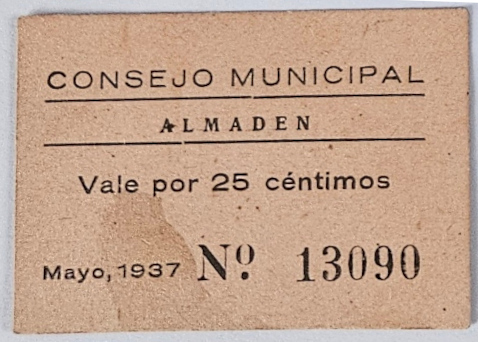 CONSEJO MUNICIPAL
ALMADEN
Vale por 25 céntimos
Mayo, 1937 Nº. 13090